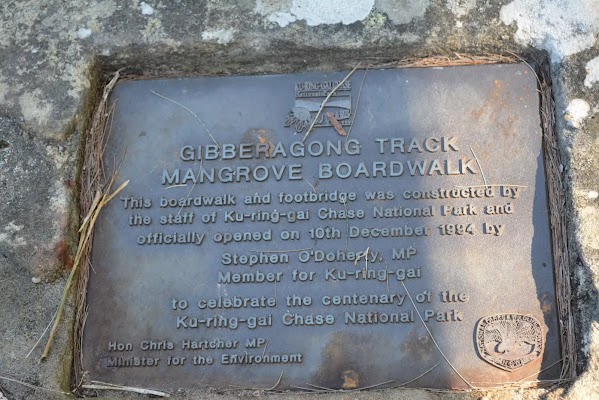 GIBBERAGONG TRACK
MANGROVE BOARDWALK
This boardwalk and footbridge was constructed by
the staff of Ku-ring-gai Chase National Park and
officially opened on 10th December 1994 by
Stephen O'Doherty, MP
Member for Ku-ring-gai
to celebrate the centenary of the
Ku-ring-gai Chase National Park
Hon Chris Hartcher MP
Minister for the Environment